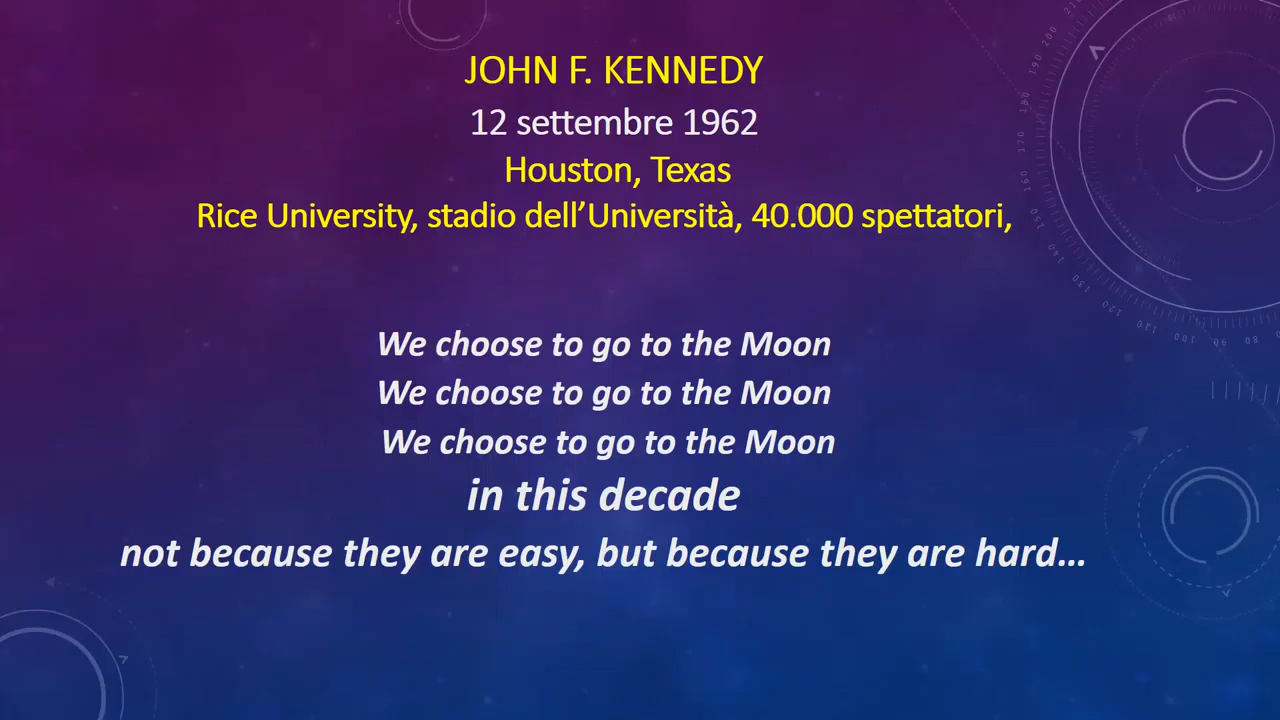 JOHN F. KENNEDY
12 settembre 1962
Houston, Texas
Rice University, stadio dell’Università, 40.000 spettatori,
We choose to go to the Moon
We choose to go to the Moon
We choose to go to the Moon
in this decade
not because they are easy, but because they are hard...